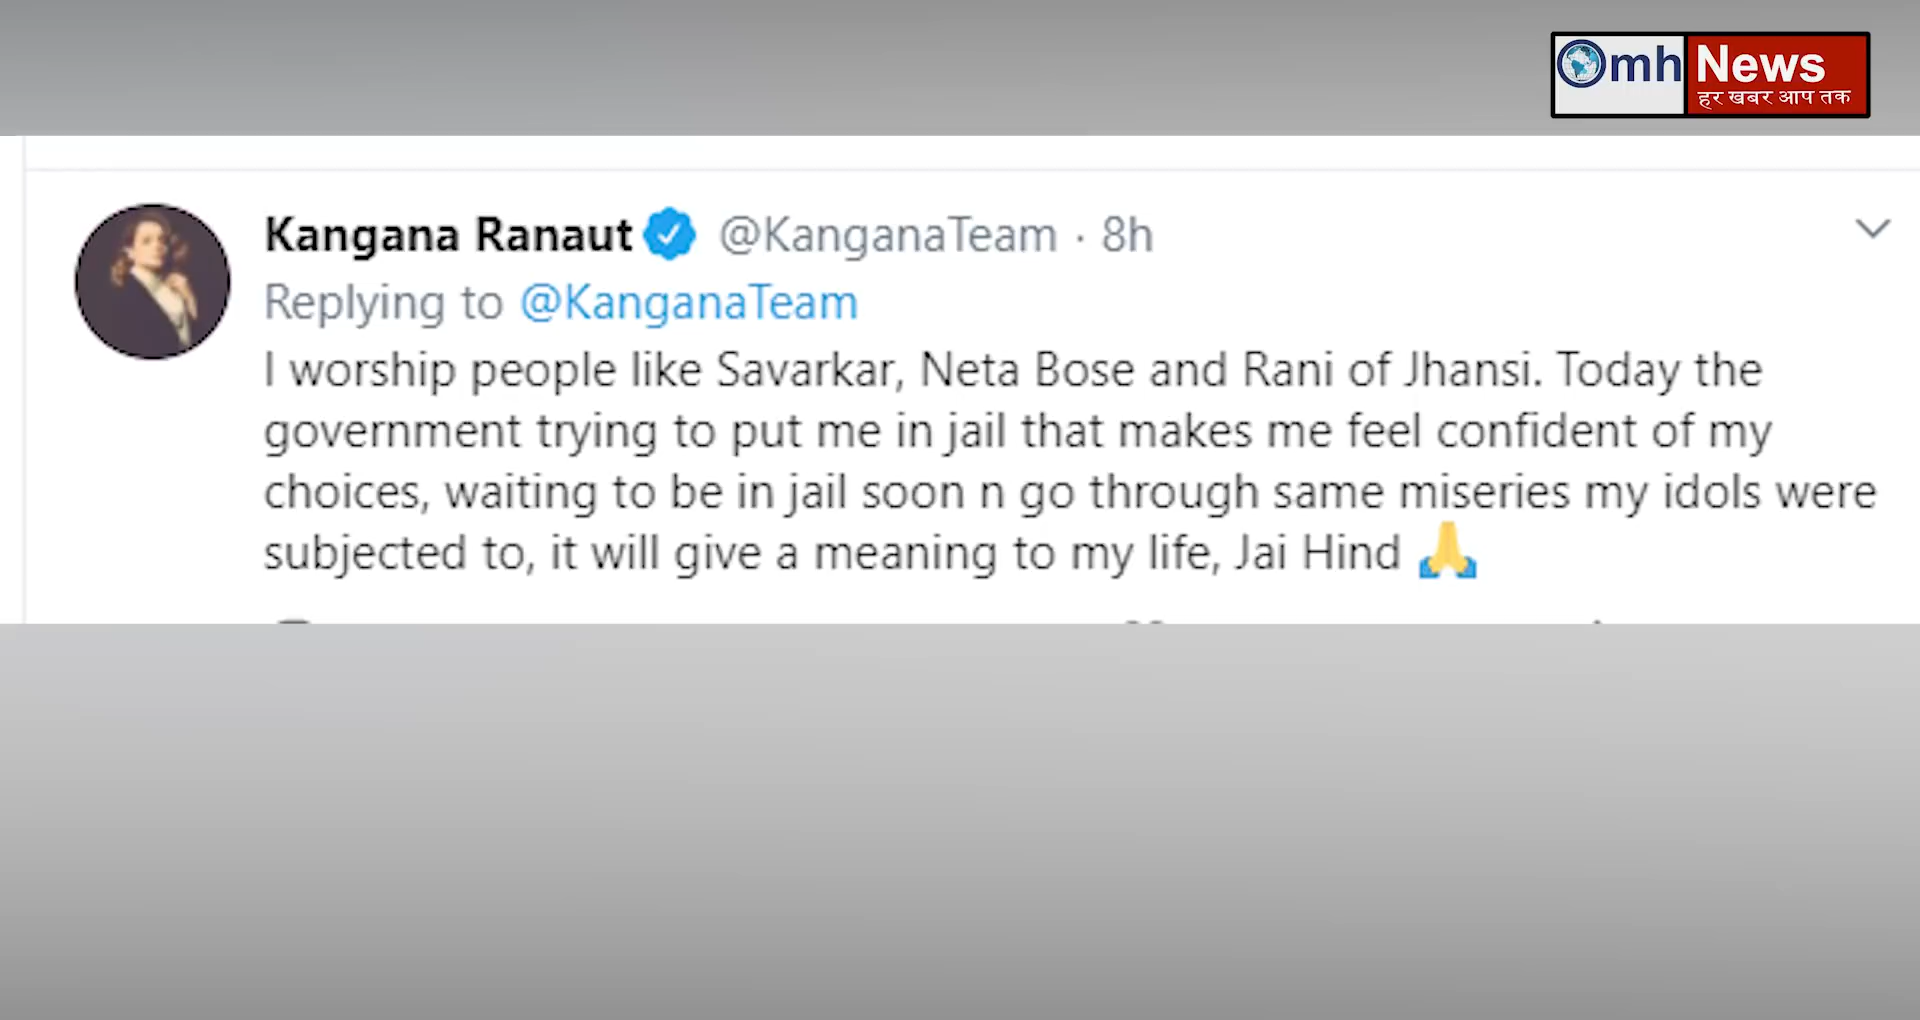 Omh News
हर खबर आप तक
Kangana Ranaut @KanganaTeam · 8h
Replying to @KanganaTeam
I worship people like Savarkar, Neta Bose and Rani of Jhansi. Today the
government trying to put me in jail that makes me feel confident of my
choices, waiting to be in jail soon n go through same miseries my idols were
subjected to, it will give a meaning to my life, Jai Hind 🙏